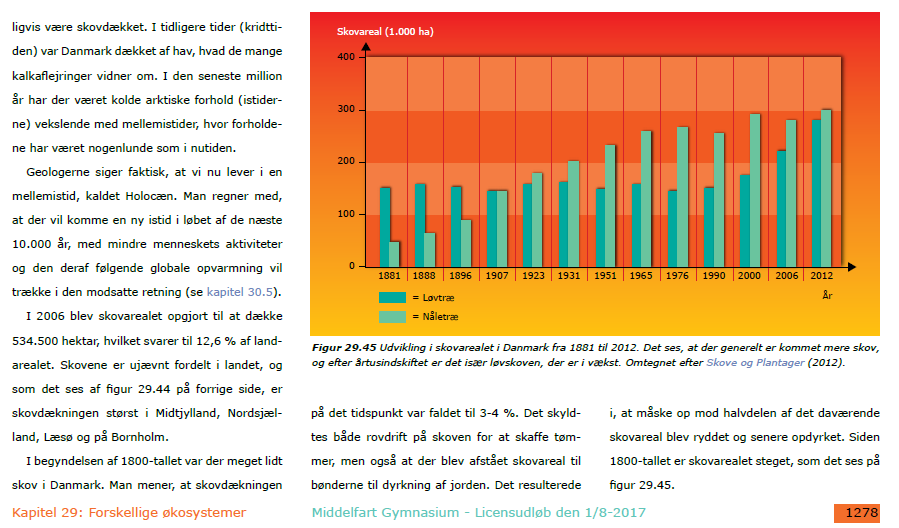 ligvis være skovdækket. I tidligere tider (kridtti-
den) var Danmark dækket af hav, hvad de mange
kalkaflejringer vidner om. I den seneste million
år har der været kolde arktiske forhold (istider-
ne) vekslende med mellemistider, hvor forholde-
ne har været nogenlunde som i nutiden.
Geologerne siger faktisk, at vi nu lever i en
mellemistid, kaldet Holocæn. Man regner med,
at der vil komme en ny istid i løbet af de næste
10.000 år, med mindre menneskets aktiviteter
og den deraf følgende globale opvarmning vil
trække i den modsatte retning (se kapitel 30.5).
I 2006 blev skovarealet opgjort til at dække
534.500 hektar, hvilket svarer til 12,6 % af land-
arealet. Skovene er ujævnt fordelt i landet, og
som det ses af figur 29.44 på forrige side, er
skovdækningen størst i Midtjylland, Nordsjæl-
land, Læsø og på Bornholm.
I begyndelsen af 1800-tallet var der meget lidt
skov i Danmark. Man mener, at skovdækningen
Skovareal (1.000 ha)
400
300
200
100
0
1881 1888 1896 1907 1923 1931 1951 1965 1976 1990 2000 2006 2012
År
= Løvtræ
= Nåletræ
Figur 29.45 Udvikling i skovarealet i Danmark fra 1881 til 2012. Det ses, at der generelt er kommet mere skov,
og efter årtusindskiftet er det især løvskoven, der er i vækst. Omtegnet efter Skove og Plantager (2012).
på det tidspunkt var faldet til 3-4 %. Det skyld-
tes både rovdrift på skoven for at skaffe tøm-
mer, men også at der blev afstået skovareal til
bønderne til dyrkning af jorden. Det resulterede
i, at måske op mod halvdelen af det daværende
skovareal blev ryddet og senere opdyrket. Siden
1800-tallet er skovarealet steget, som det ses på
figur 29.45.
Kapitel 29: Forskellige økosystemer
Middelfart Gymnasium - Licensudløb den 1/8-2017
1278